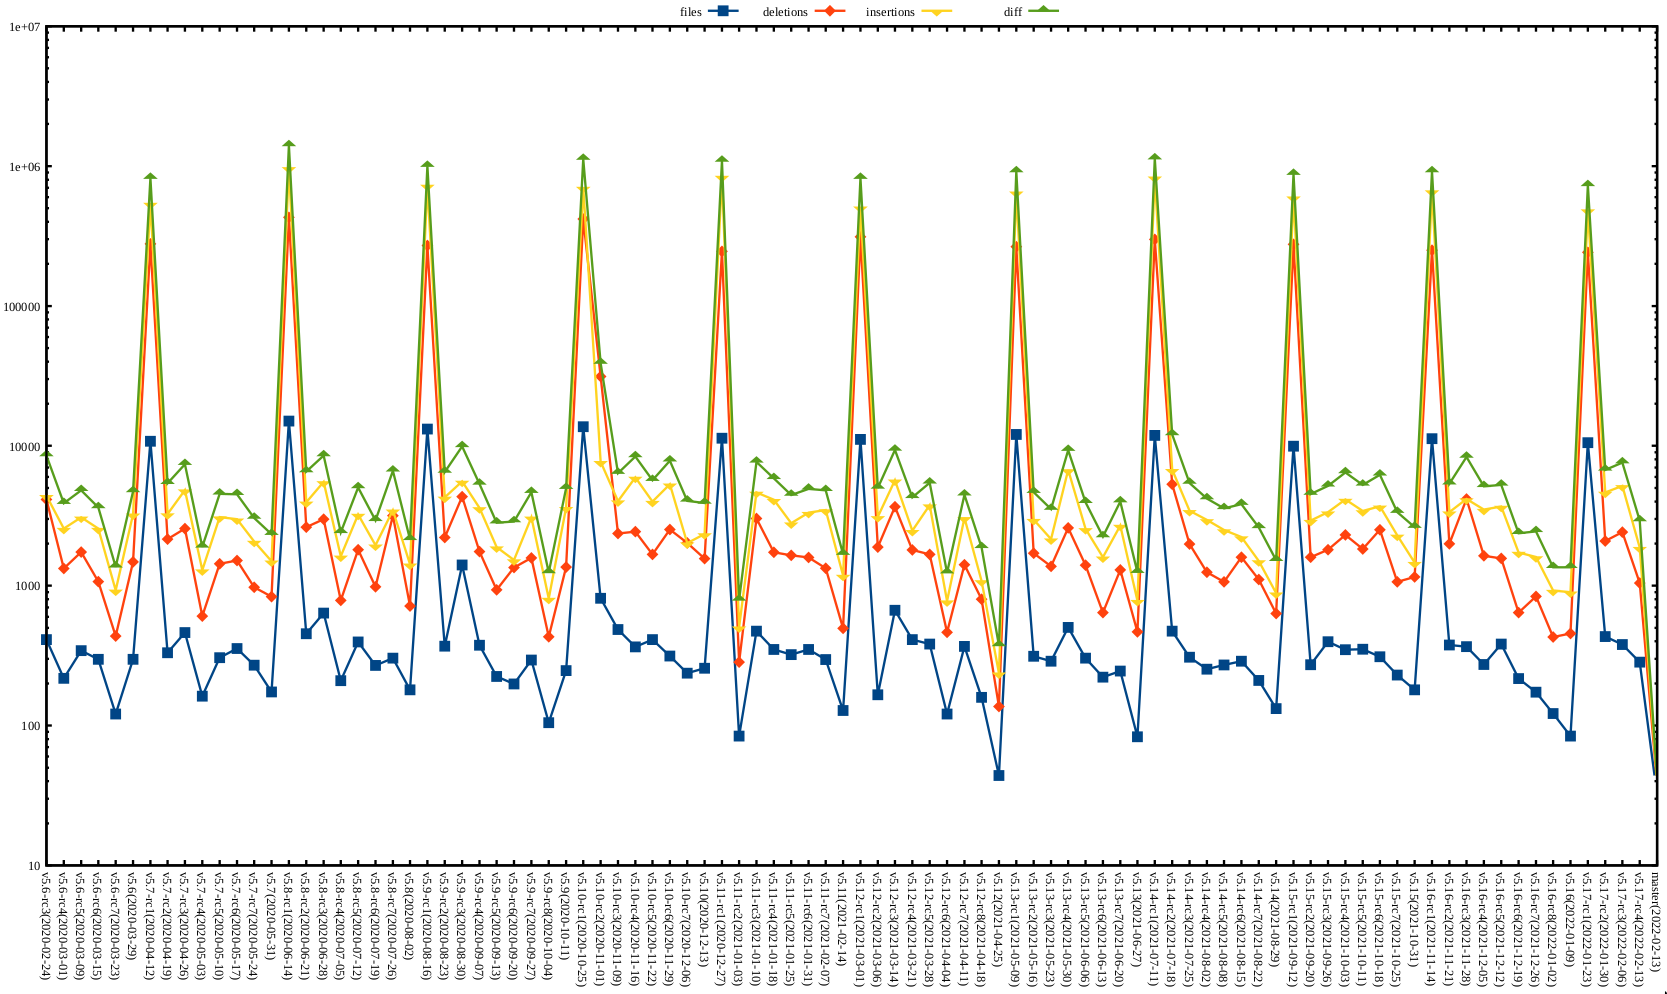 files deletions insertions diff
1e+07
1e+06
100000
10000
1000
100
10
v5.6-rc3(2020-02-24)
v5.6-rc4(2020-03-01)
v5.6-rc5(2020-03-09)
v5.6-rc6(2020-03-15)
v5.6-rc7(2020-03-23)
v5.6(2020-03-29)
v5.7-rc1(2020-04-12)
v5.7-rc2(2020-04-19)
v5.7-rc3(2020-04-26)
v5.7-rc4(2020-05-03)
v5.7-rc5(2020-05-10)
v5.7-rc6(2020-05-17)
v5.7-rc7(2020-05-24)
v5.7(2020-05-31)
v5.8-rc1(2020-06-14)
v5.8-rc2(2020-06-21)
v5.8-rc3(2020-06-28)
v5.8-rc4(2020-07-05)
v5.8-rc5(2020-07-12)
v5.8-rc6(2020-07-19)
v5.8-rc7(2020-07-26)
v5.8(2020-08-02)
v5.9-rc1(2020-08-16)
v5.9-rc2(2020-08-23)
v5.9-rc3(2020-08-30)
v5.9-rc4(2020-09-07)
v5.9-rc5(2020-09-13)
v5.9-rc6(2020-09-20)
v5.9-rc7(2020-09-27)
v5.9-rc8(2020-10-04)
v5.9(2020-10-11)
v5.10-rc1(2020-10-25)
v5.10-rc2(2020-11-01)
v5.10-rc3(2020-11-09)
v5.10-rc4(2020-11-16)
v5.10-rc5(2020-11-22)
v5.10-rc6(2020-11-29)
v5.10-rc7(2020-12-06)
v5.10(2020-12-13)
v5.11-rc1(2020-12-27)
v5.11-rc2(2021-01-03)
v5.11-rc3(2021-01-10)
v5.11-rc4(2021-01-18)
v5.11-rc5(2021-01-25)
v5.11-rc6(2021-01-31)
v5.11-rc7(2021-02-07)
v5.11(2021-02-14)
v5.12-rc1(2021-03-01)
v5.12-rc2(2021-03-06)
v5.12-rc3(2021-03-14)
v5.12-rc4(2021-03-21)
v5.12-rc5(2021-03-28)
v5.12-rc6(2021-04-04)
v5.12-rc7(2021-04-11)
v5.12-rc8(2021-04-18)
v5.12(2021-04-25)
v5.13-rc1(2021-05-09)
v5.13-rc2(2021-05-16)
v5.13-rc3(2021-05-23)
v5.13-rc4(2021-05-30)
v5.13-rc5(2021-06-06)
v5.13-rc6(2021-06-13)
v5.13-rc7(2021-06-20)
v5.13(2021-06-27)
v5.14-rc1(2021-07-11)
v5.14-rc2(2021-07-18)
v5.14-rc3(2021-07-25)
v5.14-rc4(2021-08-02)
v5.14-rc5(2021-08-08)
v5.14-rc6(2021-08-15)
v5.14-rc7(2021-08-22)
v5.14(2021-08-29)
v5.15-rc1(2021-09-12)
v5.15-rc2(2021-09-20)
v5.15-rc3(2021-09-26)
v5.15-rc4(2021-10-03)
v5.15-rc5(2021-10-11)
v5.15-rc6(2021-10-18)
v5.15-rc7(2021-10-25)
v5.15(2021-10-31)
v5.16-rc1(2021-11-14)
v5.16-rc2(2021-11-21)
v5.16-rc3(2021-11-28)
v5.16-rc4(2021-12-05)
v5.16-rc5(2021-12-12)
v5.16-rc6(2021-12-19)
v5.16-rc7(2021-12-26)
v5.16-rc8(2022-01-02)
v5.16(2022-01-09)
v5.17-rc1(2022-01-23)
v5.17-rc2(2022-01-30)
v5.17-rc3(2022-02-06)
v5.17-rc4(2022-02-13)
master(2022-02-13)